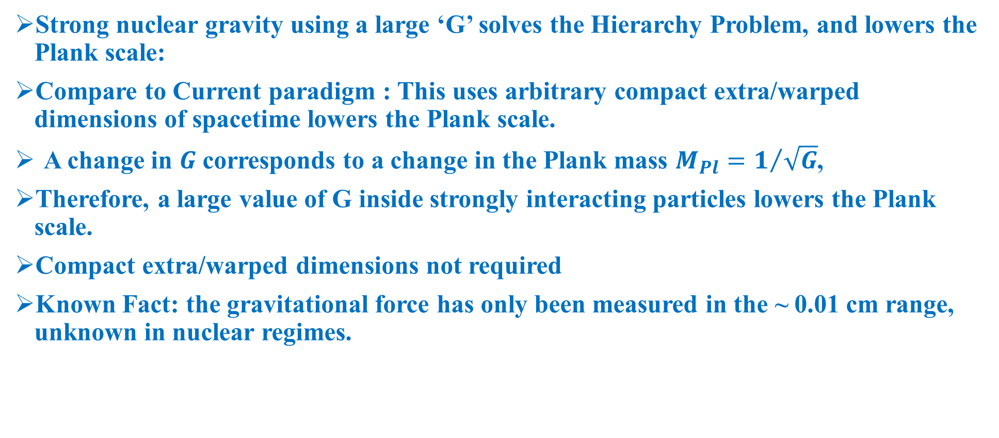 ➢Strong nuclear gravity using a large ‘G’ solves the Hierarchy Problem, and lowers the
Plank scale:
➢Compare to Current paradigm : This uses arbitrary compact extra/warped
dimensions of spacetime lowers the Plank scale.
➢ A change in G corresponds to a change in the Plank mass M_Pl = 1/√G,
➢Therefore, a large value of G inside strongly interacting particles lowers the Plank
scale.
➢Compact extra/warped dimensions not required
➢Known Fact: the gravitational force has only been measured in the ~ 0.01 cm range,
unknown in nuclear regimes.